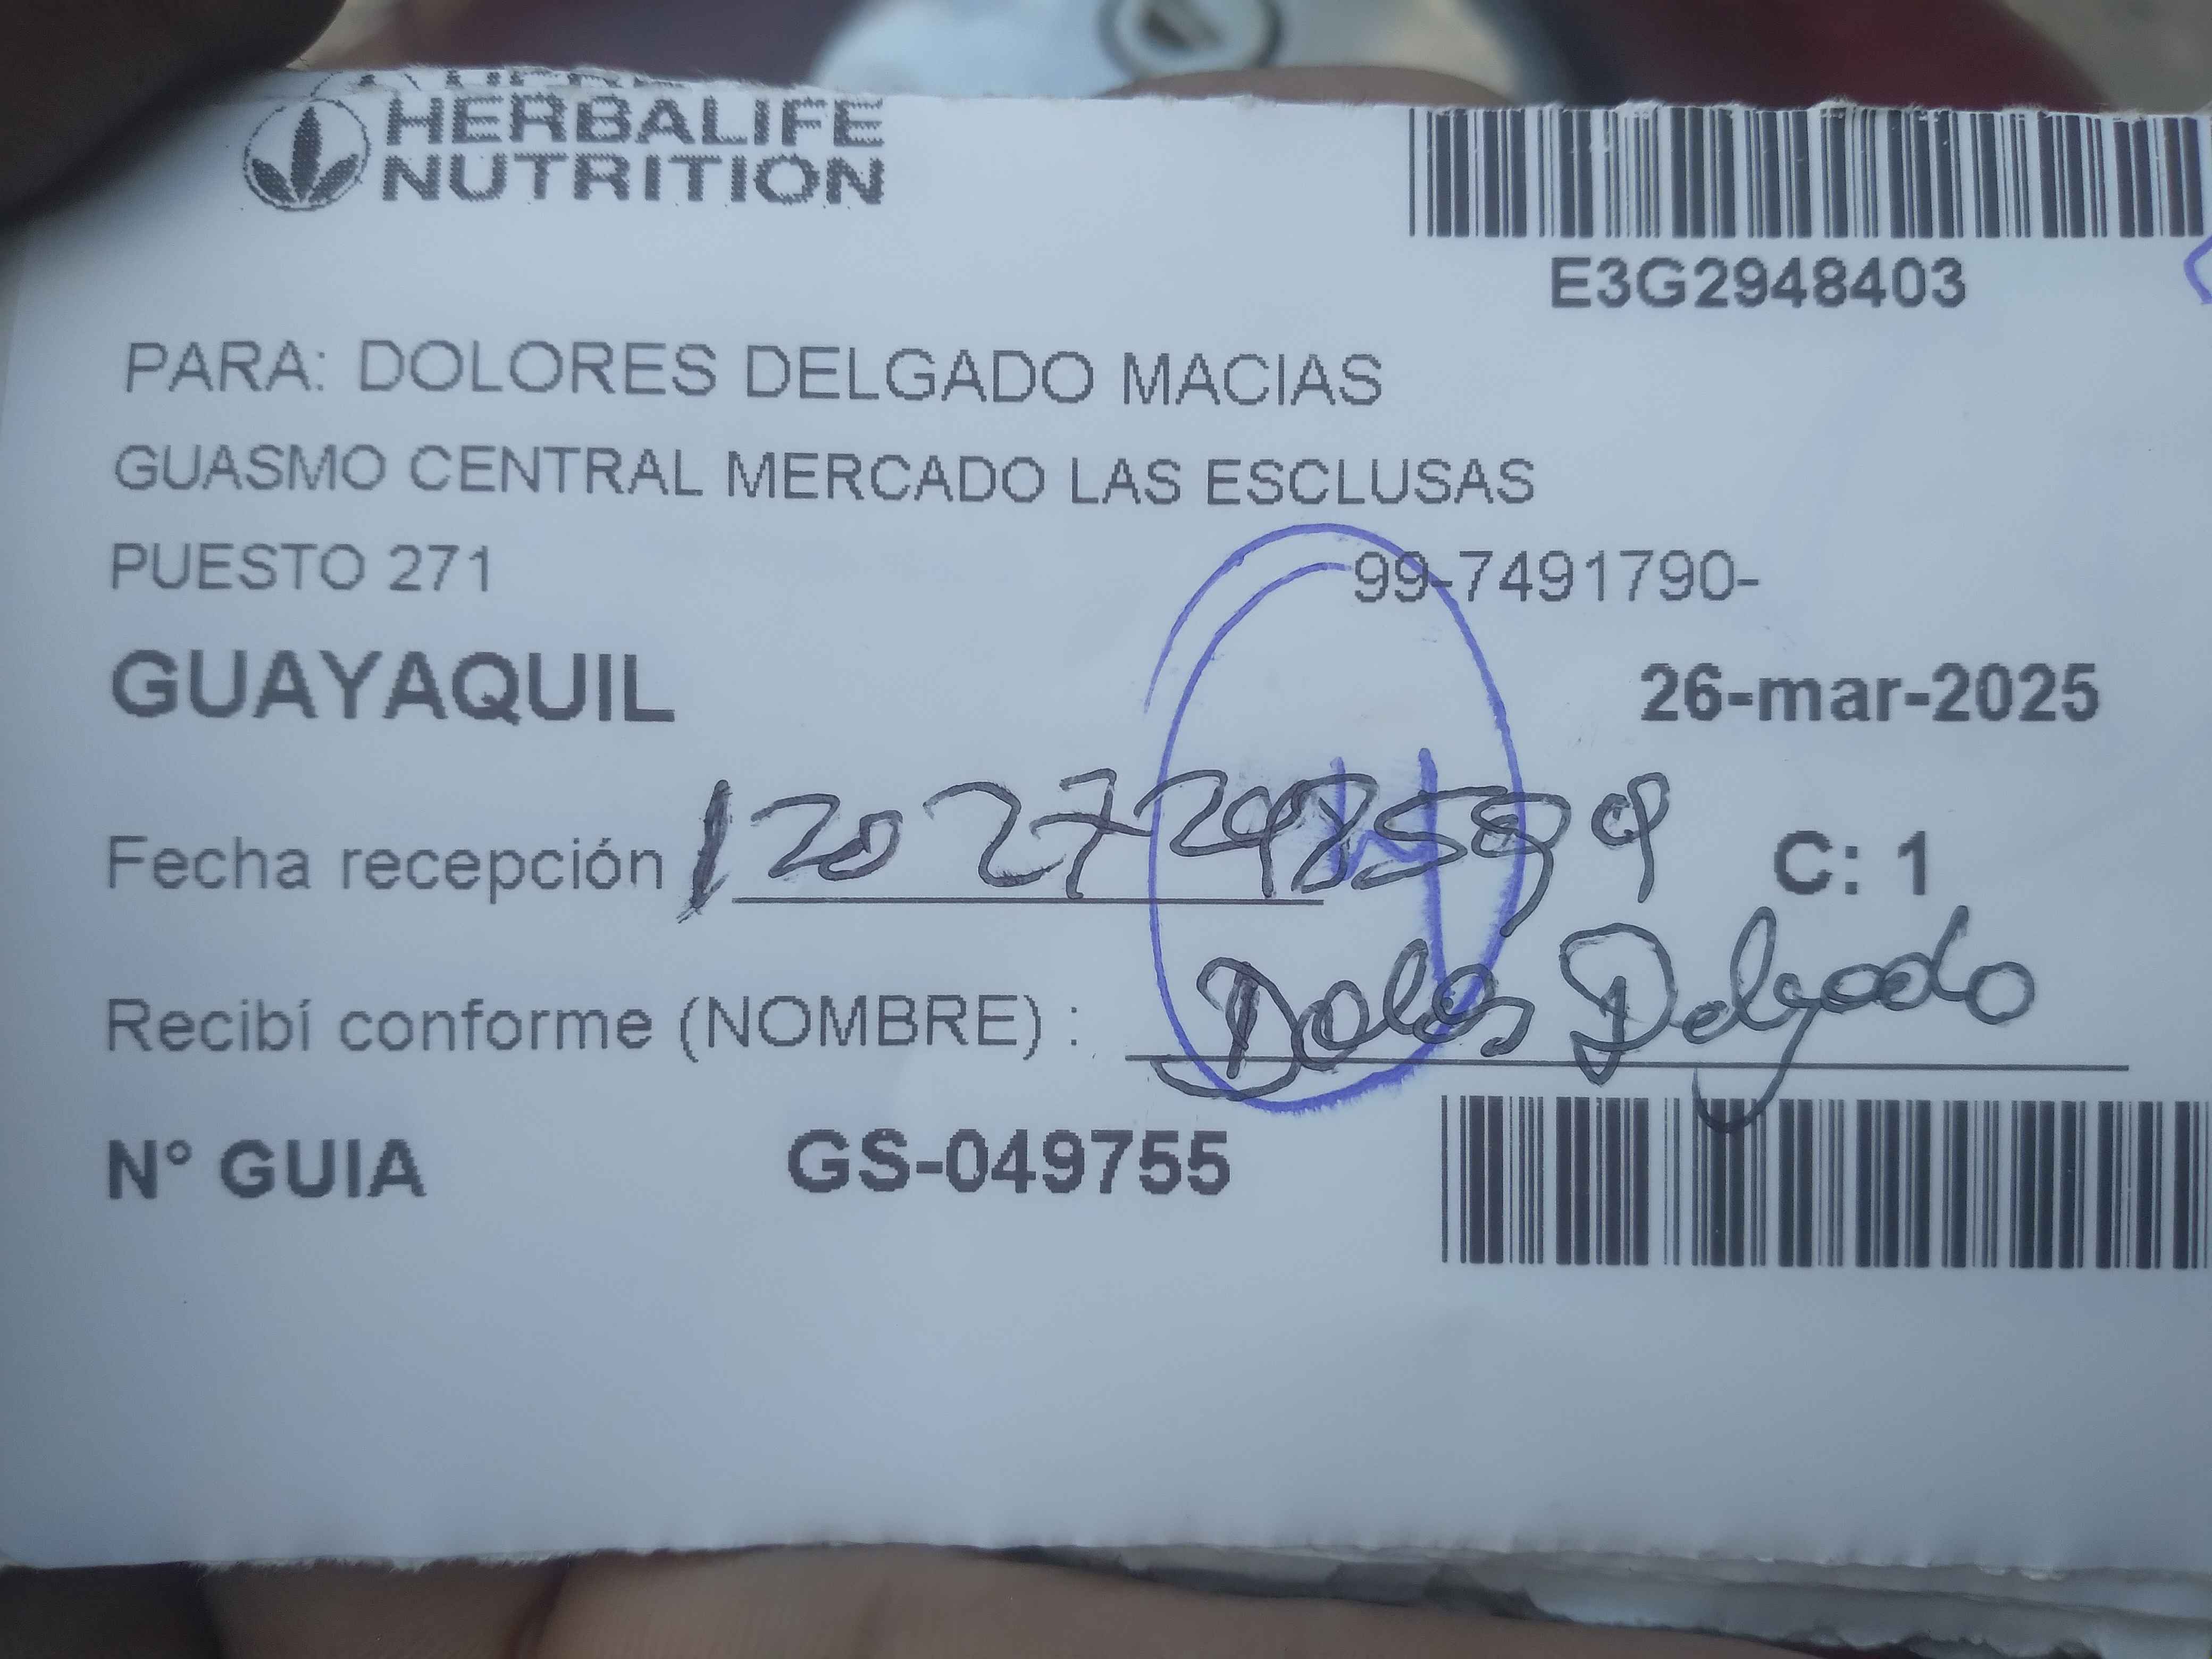 HERBALIFE
NUTRITION
E3G2948403
PARA: DOLORES DELGADO MACIAS
GUASMO CENTRAL MERCADO LAS ESCLUSAS
PUESTO 271 99-7491790-
GUAYAQUIL 26-mar-2025
Fecha recepción C: 1
Recibí conforme (NOMBRE) : Dolores Delgado
N° GUIA GS-049755